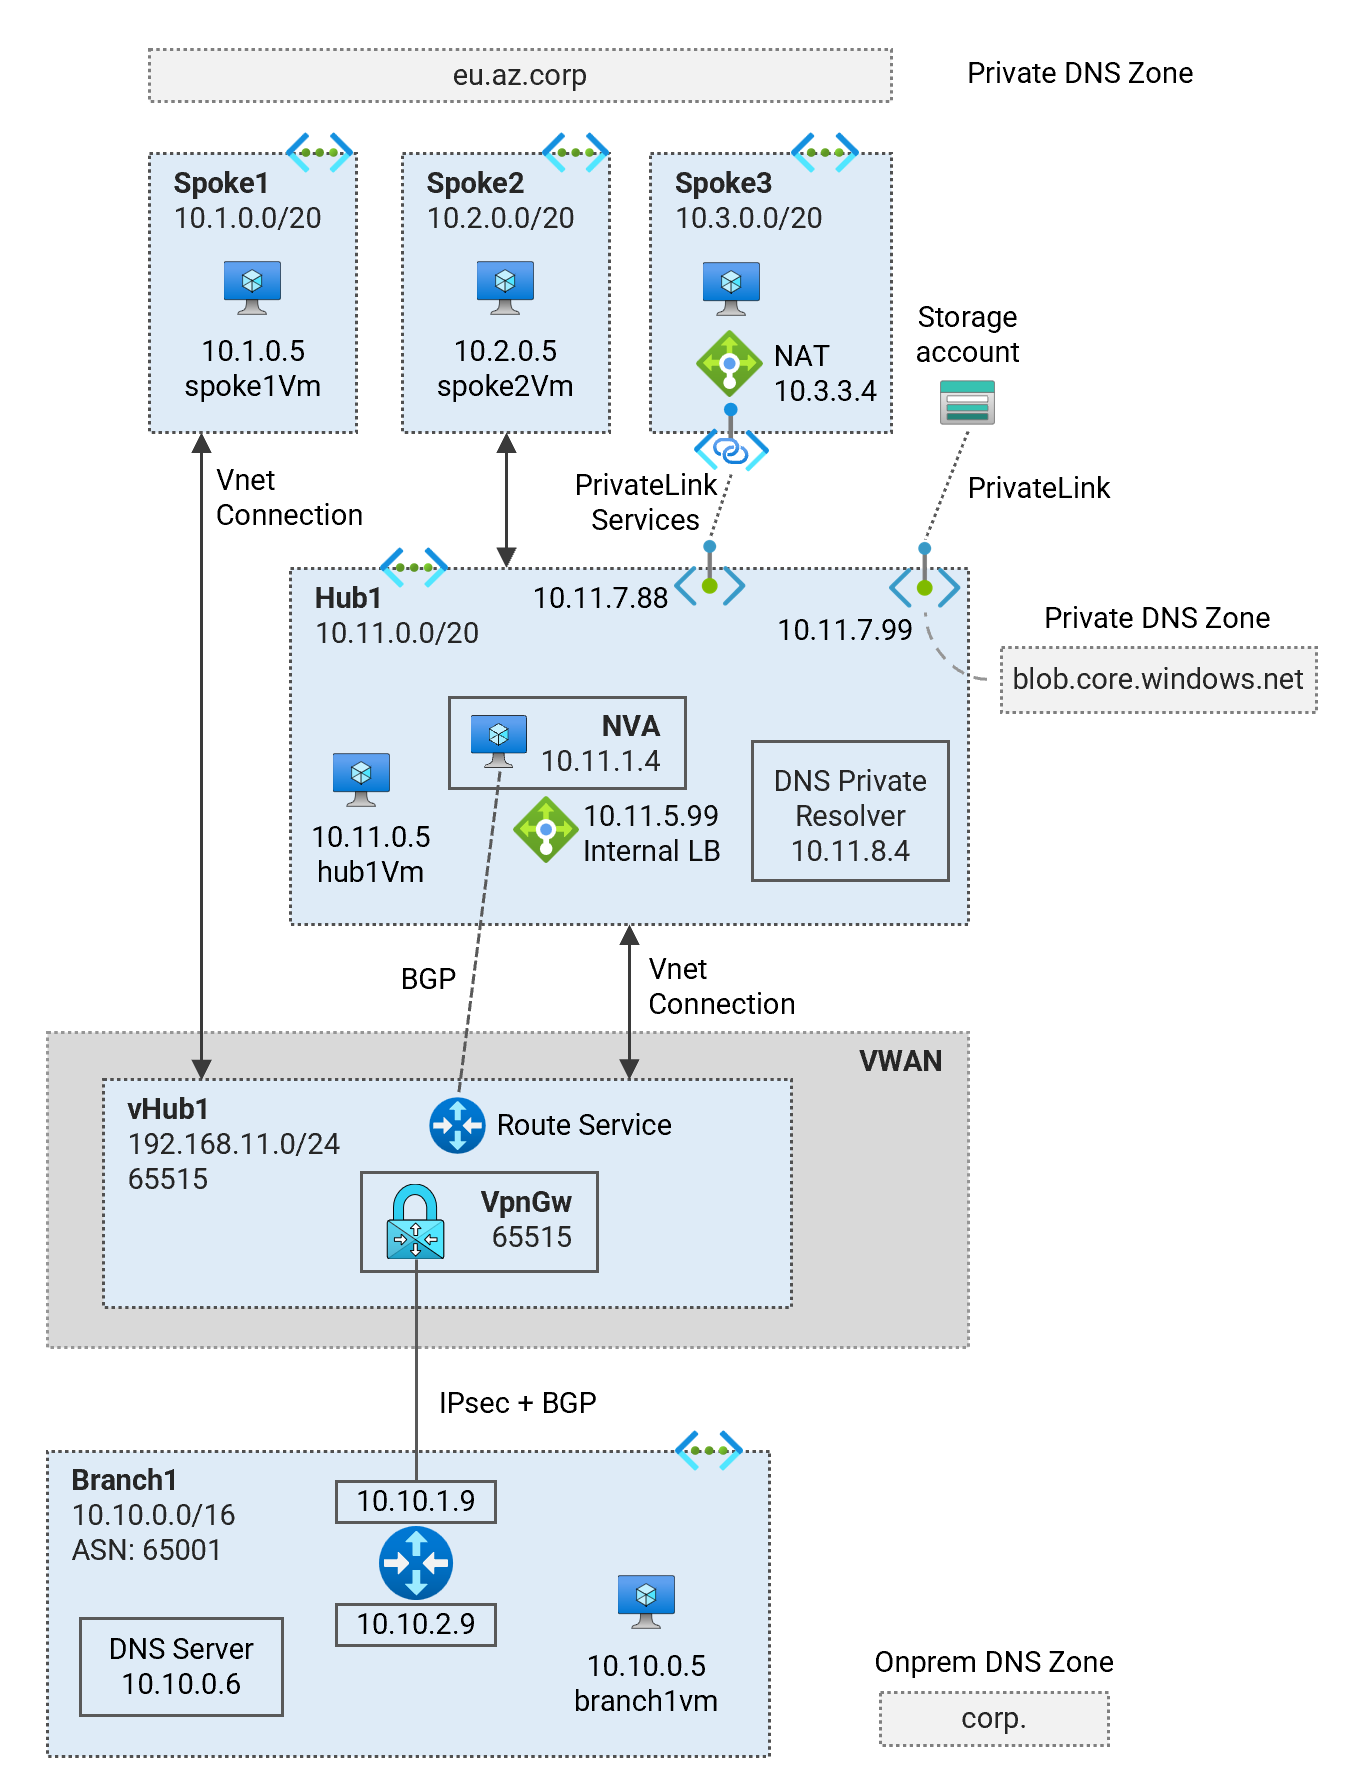 eu.az.corp
Private DNS Zone
Spoke1
10.1.0.0/20
10.1.0.5
spoke1Vm
Spoke2
10.2.0.0/20
10.2.0.5
spoke2Vm
Spoke3
10.3.0.0/20
NAT
10.3.3.4
Storage
account
Vnet
Connection
PrivateLink
Services
PrivateLink
Hub1
10.11.0.0/20
10.11.7.88
10.11.7.99
Private DNS Zone
blob.core.windows.net
NVA
10.11.1.4
10.11.0.5
hub1Vm
10.11.5.99
Internal LB
DNS Private
Resolver
10.11.8.4
BGP
Vnet
Connection
VWAN
vHub1
192.168.11.0/24
65515
Route Service
VpnGw
65515
IPsec + BGP
Branch1
10.10.0.0/16
ASN: 65001
10.10.1.9
10.10.2.9
DNS Server
10.10.0.6
10.10.0.5
branch1vm
Onprem DNS Zone
corp.